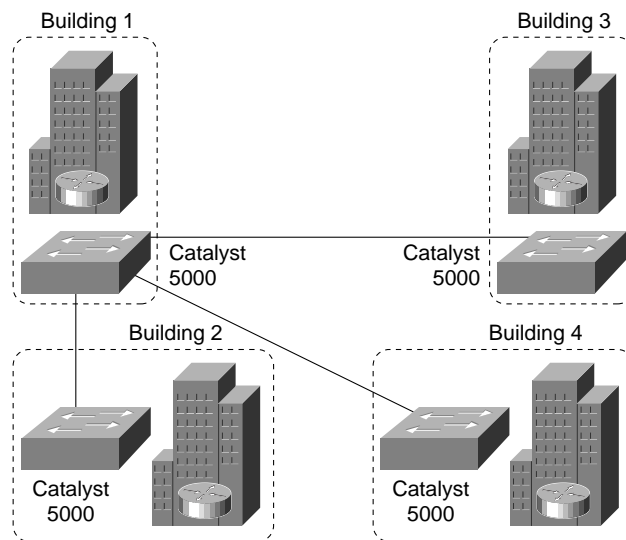 Building 1
Building 3
Catalyst
5000
Catalyst
5000
Building 2
Building 4
Catalyst
5000
Catalyst
5000